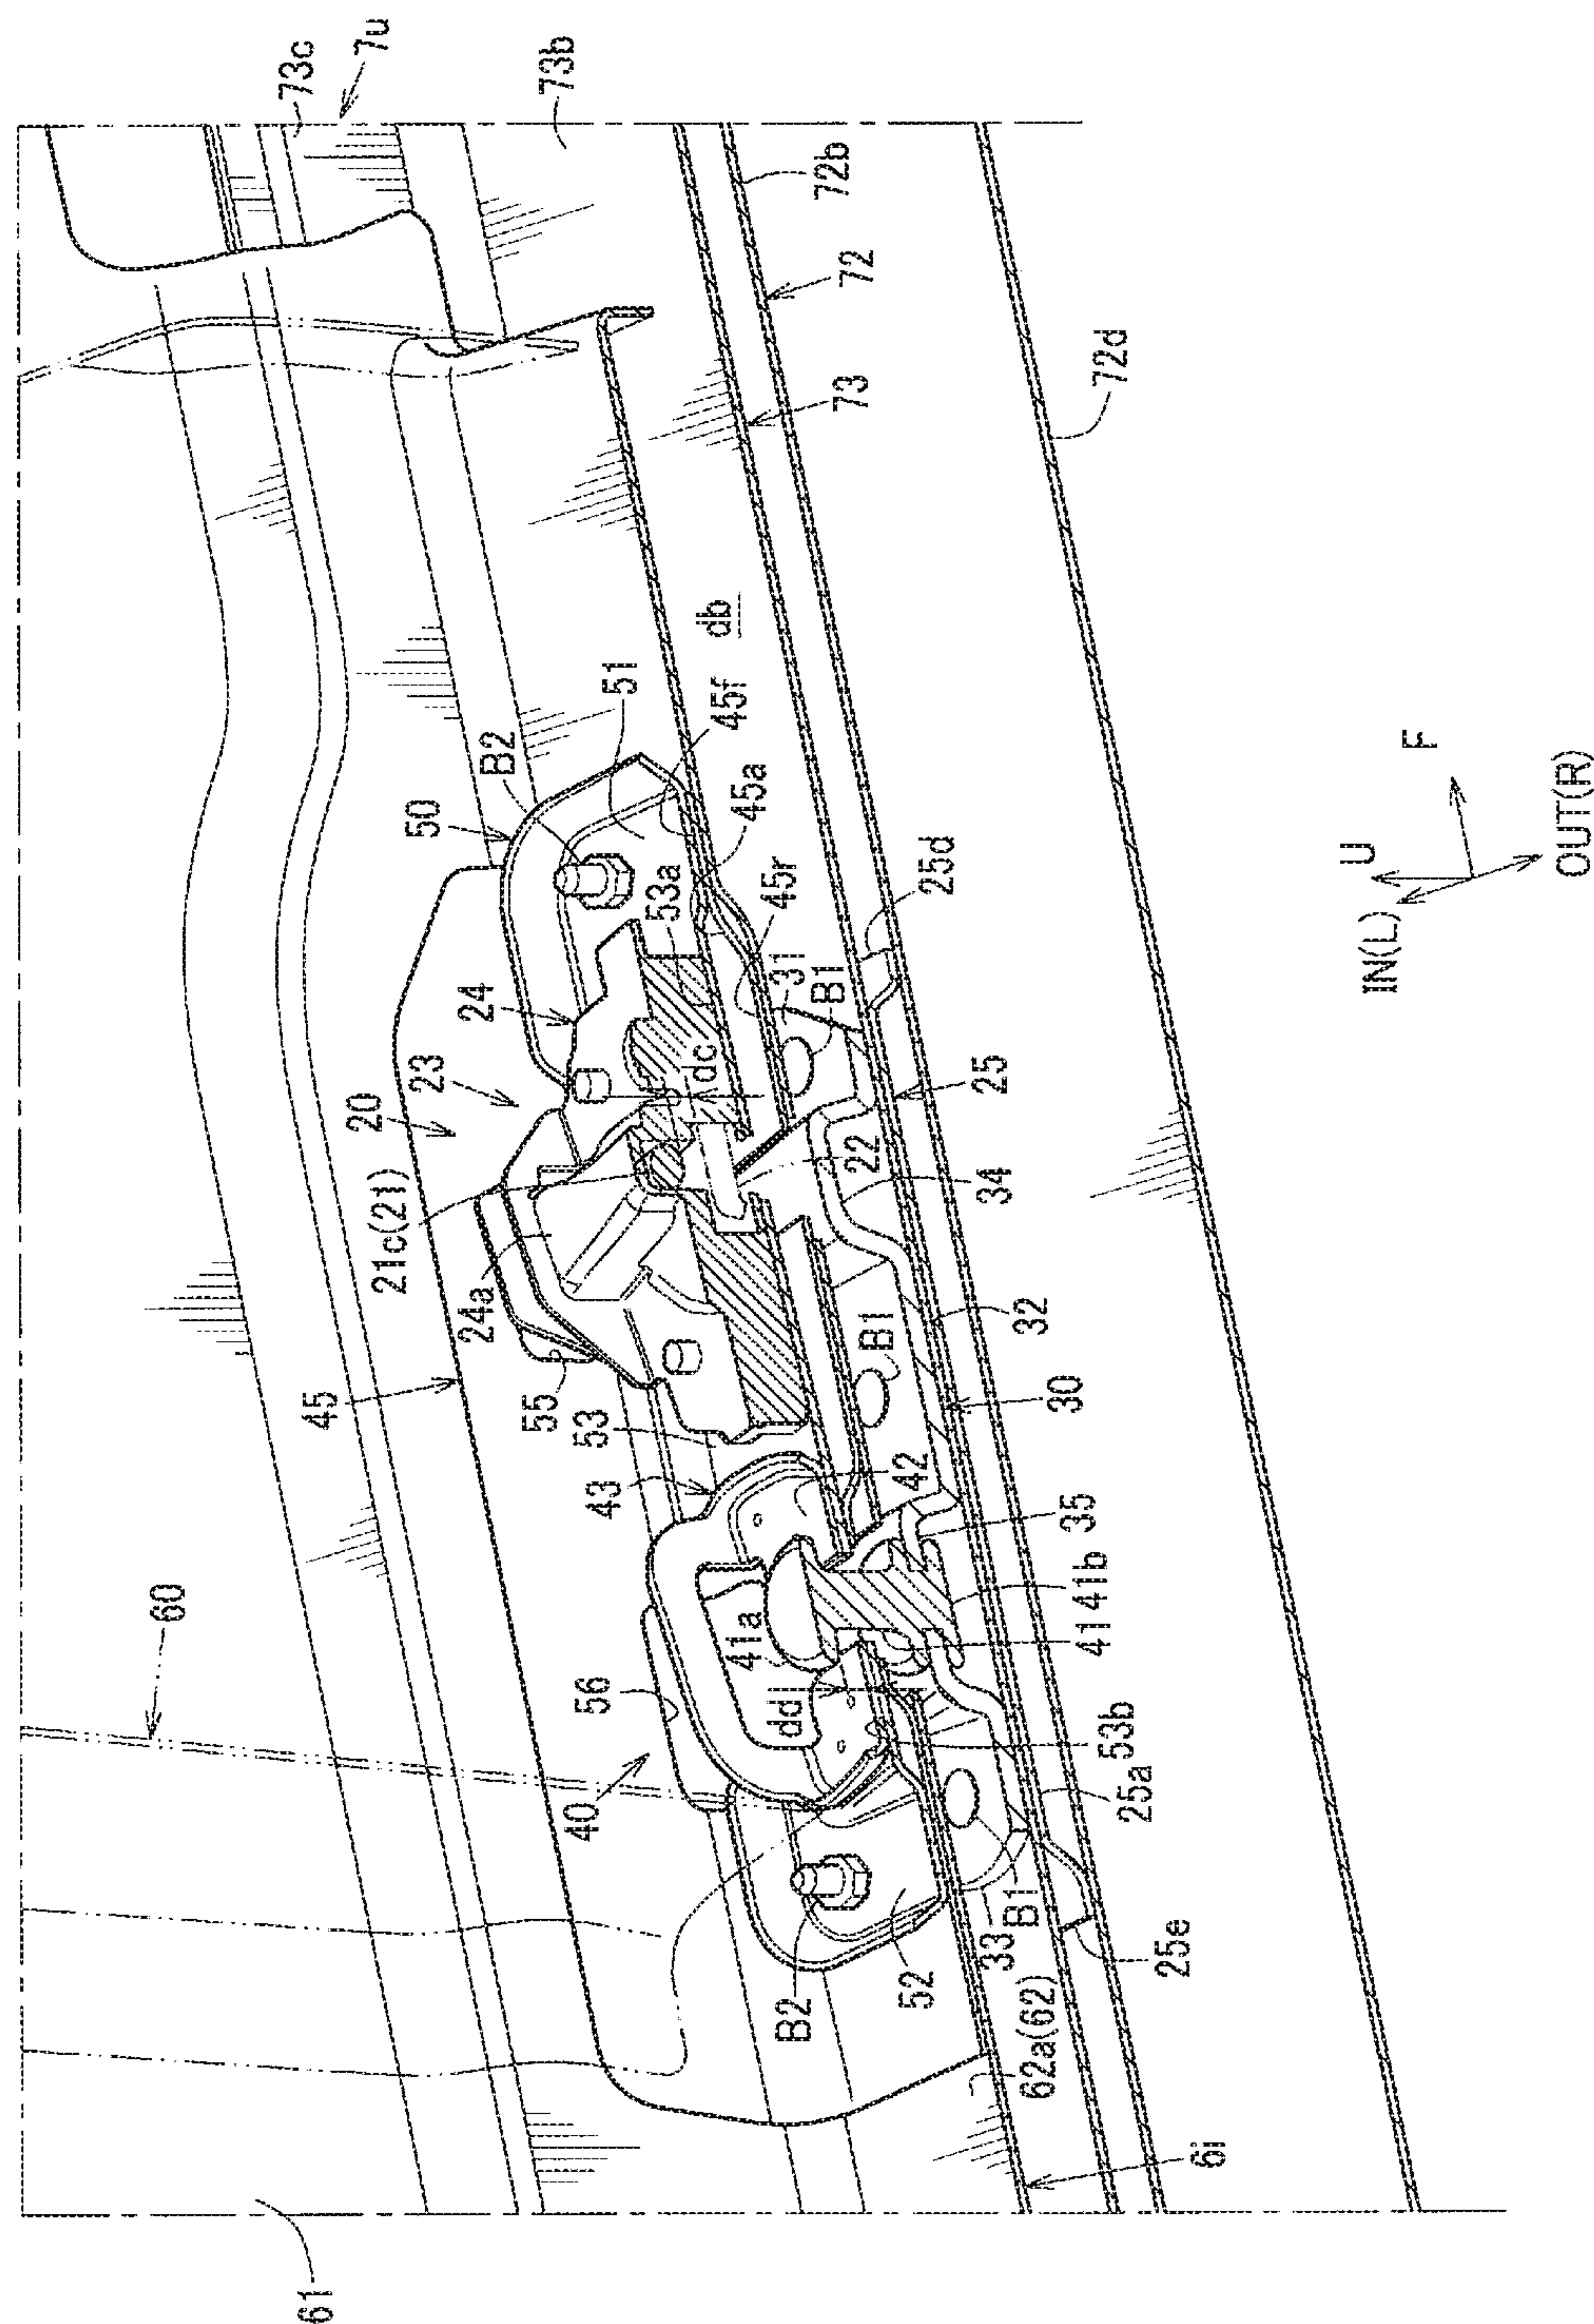 73c
7u
73b
72b
72
73
72d
db
51
45f
B2
50
45a
53a
45r
25d
24
31
B1
23
dc
25
20
22
21c(21)
34
24a
32
45
55
B1
53
30
43
42
35
60
41b
41a
41
56
dd
53b
40
25a
B1
33
52
B2
25e
62a(62)
6i
61
U
F
IN(L)
OUT(R)